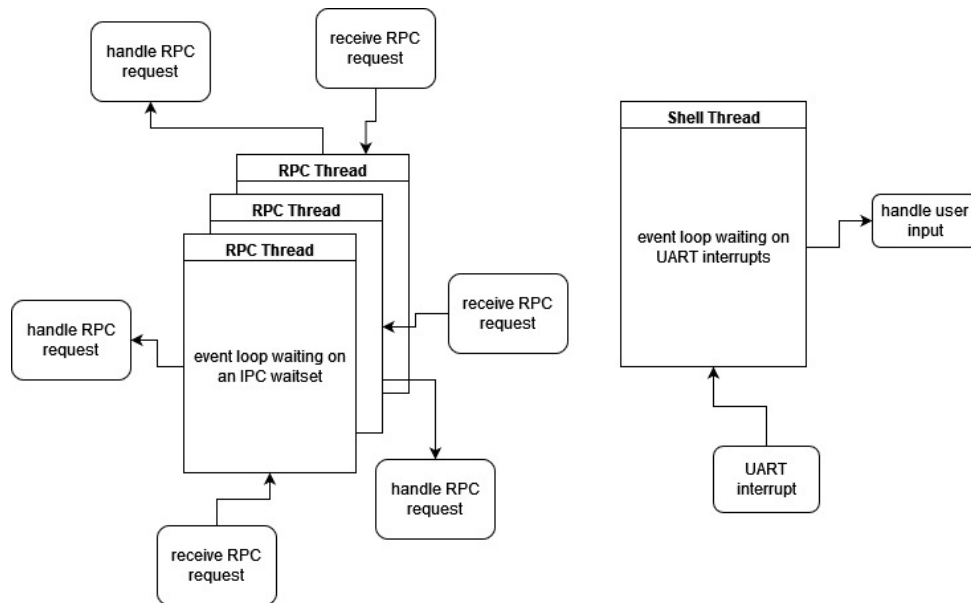 handle RPC
request
receive RPC
request
RPC Thread
RPC Thread
RPC Thread
event loop waiting on
an IPC waitset
handle RPC
request
receive RPC
request
handle RPC
request
receive RPC
request
Shell Thread
event loop waiting on
UART interrupts
handle user
input
UART
interrupt